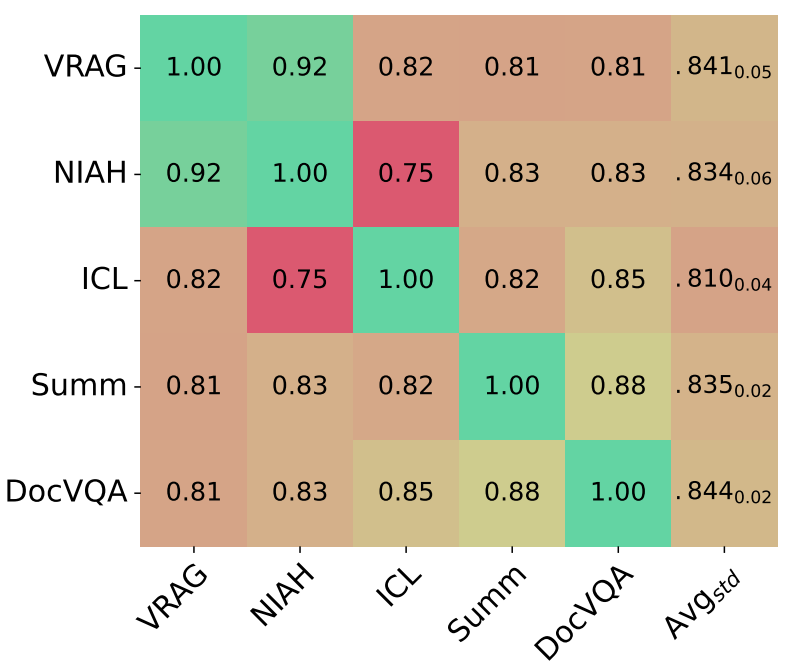 VRAG 1.00 0.92 0.82 0.81 0.81 .8410.05
NIAH 0.92 1.00 0.75 0.83 0.83 .8340.06
ICL 0.82 0.75 1.00 0.82 0.85 .8100.04
Summ 0.81 0.83 0.82 1.00 0.88 .8350.02
DocVQA 0.81 0.83 0.85 0.88 1.00 .8440.02
VRAG NIAH ICL Summ DocVQA Avgstd